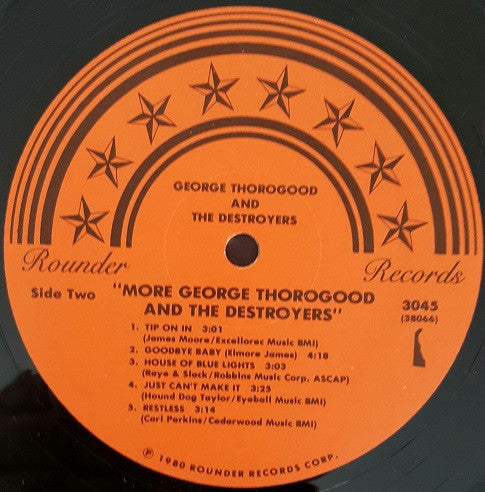 GEORGE THOROGOOD
AND
THE DESTROYERS
Rounder Records
Side Two
"MORE GEORGE THOROGOOD
AND THE DESTROYERS"
3045
(38066)
1. TIP ON IN 3:01
(James Moore/Excellorec Music BMI)
2. GOODBYE BABY (Elmore James) 4:18
3. HOUSE OF BLUE LIGHTS 3:03
(Raye & Slack/Robbins Music Corp. ASCAP)
4. JUST CAN'T MAKE IT 3:25
(Hound Dog Taylor/Eyeball Music BMI)
5. RESTLESS 3:14
(Carl Perkins/Cedarwood Music BMI)
℗ 1980 ROUNDER RECORDS CORP.